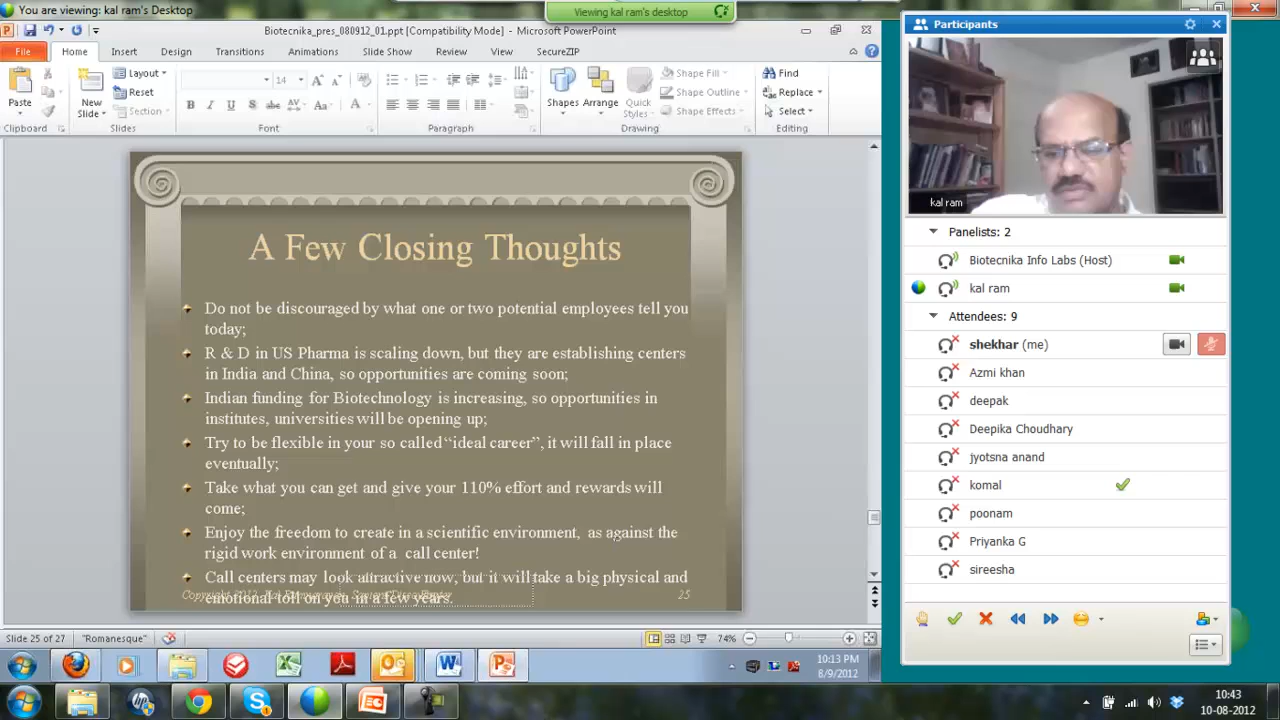 You are viewing: kal ram's Desktop
Viewing kal ram's desktop
Biotecnika_pres_080912_01.ppt [Compatibility Mode] - Microsoft PowerPoint
File Home Insert Design Transitions Animations Slide Show Review View SecureZIP
Paste
New
Slide
Layout
Reset
Section
14
B I U S abc AV Aa A
Shapes
Arrange
Quick
Styles
Shape Fill
Shape Outline
Shape Effects
Find
Replace
Select
Clipboard Slides Font Paragraph Drawing Editing
A Few Closing Thoughts
Do not be discouraged by what one or two potential employees tell you
today;
R & D in US Pharma is scaling down, but they are establishing centers
in India and China, so opportunities are coming soon;
Indian funding for Biotechnology is increasing, so opportunities in
institutes, universities will be opening up;
Try to be flexible in your so called “ideal career”, it will fall in place
eventually;
Take what you can get and give your 110% effort and rewards will
come;
Enjoy the freedom to create in a scientific environment, as against the
rigid work environment of a call center!
Call centers may look attractive now, but it will take a big physical and
emotional toll on you in a few years.
25
Slide 25 of 27 "Romanesque" 74%
10:13 PM
8/9/2012
Participants
kal ram
Panelists: 2
Biotecnika Info Labs (Host)
kal ram
Attendees: 9
shekhar (me)
Azmi khan
deepak
Deepika Choudhary
jyotsna anand
komal
poonam
Priyanka G
sireesha
10:43
10-08-2012